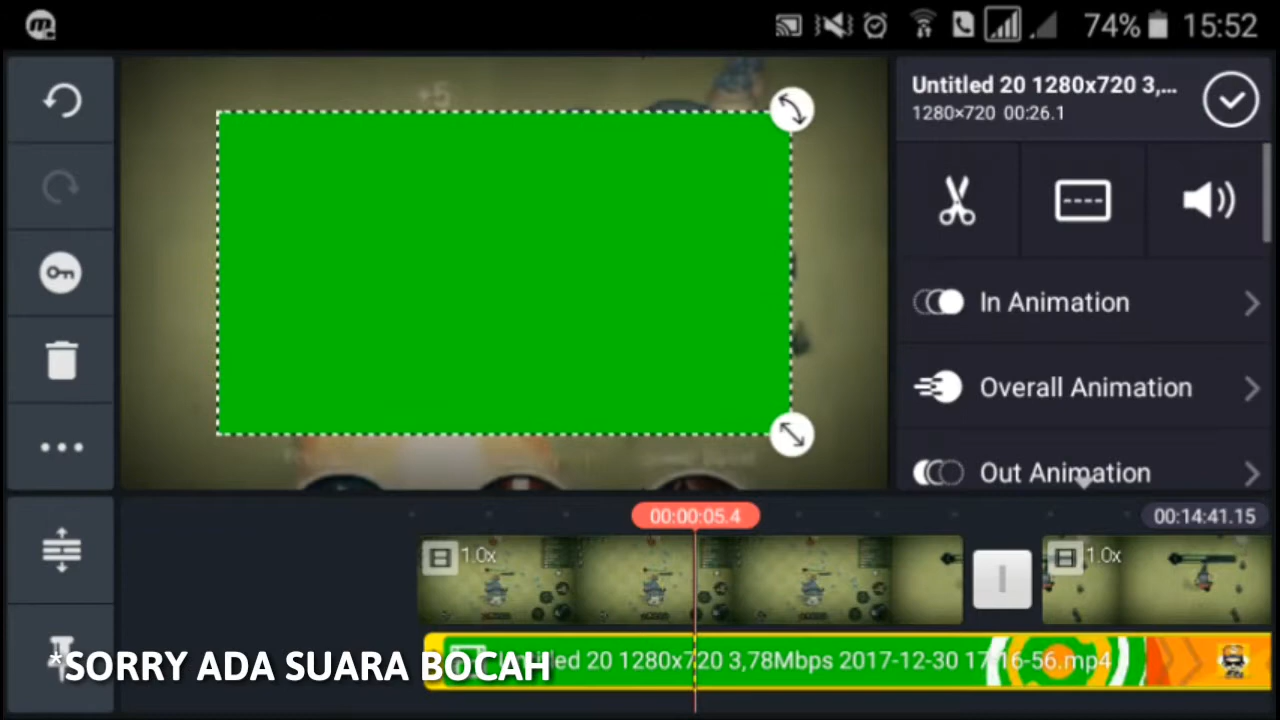 74% 15:52
+5
Untitled 20 1280x720 3,...
1280×720 00:26.1
In Animation
Overall Animation
Out Animation
00:00:05.4
00:14:41.15
1.0x
1.0x
Untitled 20 1280x720 3,78Mbps 2017-12-30 17-16-56.mp4
*SORRY ADA SUARA BOCAH